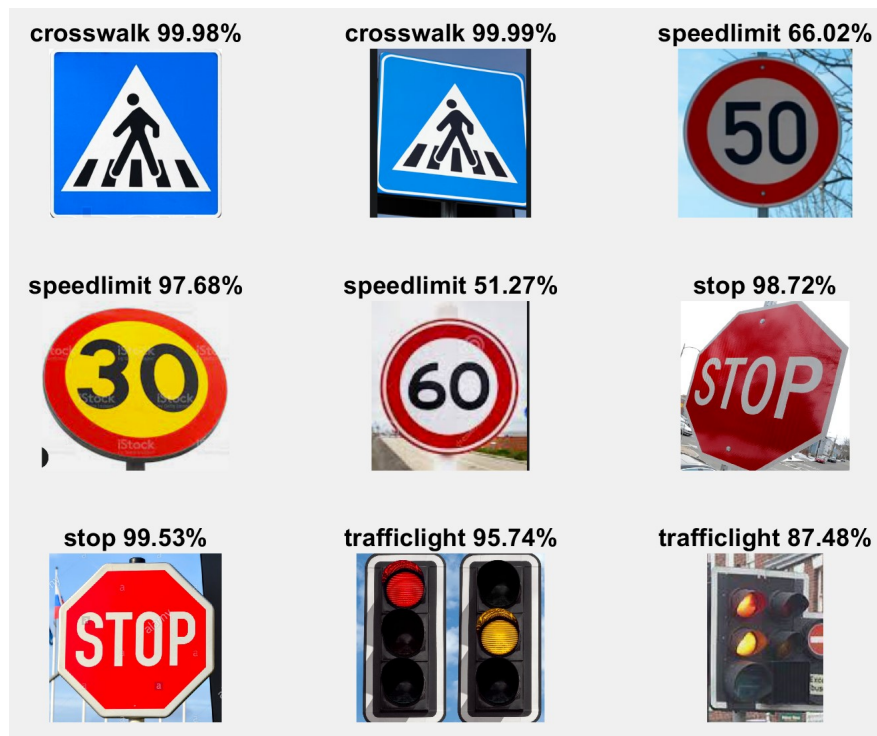 crosswalk 99.98%
crosswalk 99.99%
speedlimit 66.02%
50
speedlimit 97.68%
30
iStock
speedlimit 51.27%
60
stop 98.72%
STOP
stop 99.53%
STOP
trafficlight 95.74%
trafficlight 87.48%